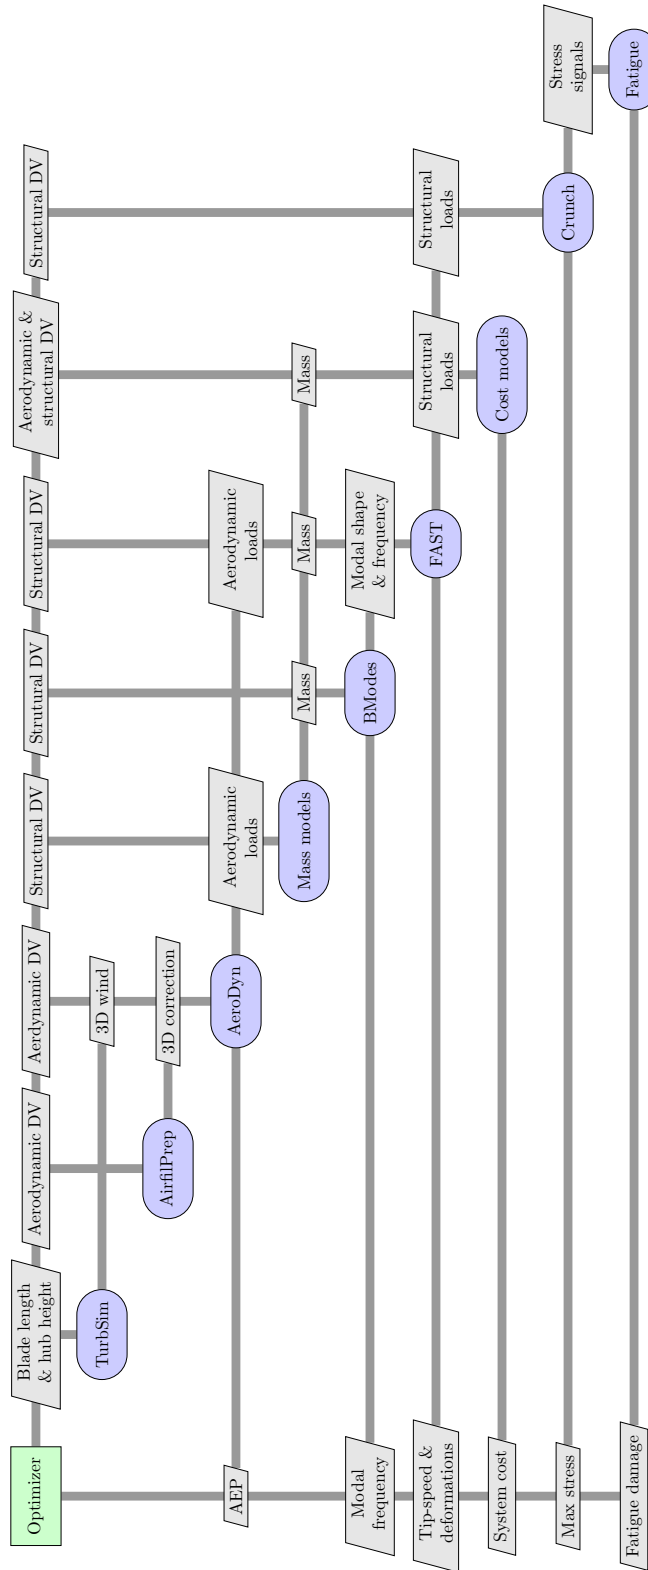 Optimizer
Blade length
& hub height
Aerodynamic DV
Aerdynamic DV
Structural DV
Strutural DV
Structural DV
Aerodynamic &
structural DV
Structural DV
TurbSim
3D wind
AirfilPrep
3D correction
AEP
AeroDyn
Aerodynamic
loads
Aerodynamic
loads
Mass models
Mass
Mass
Mass
Modal
frequency
BModes
Modal shape
& frequency
Tip-speed &
deformations
FAST
Structural
loads
Structural
loads
System cost
Cost models
Max stress
Crunch
Stress
signals
Fatigue damage
Fatigue